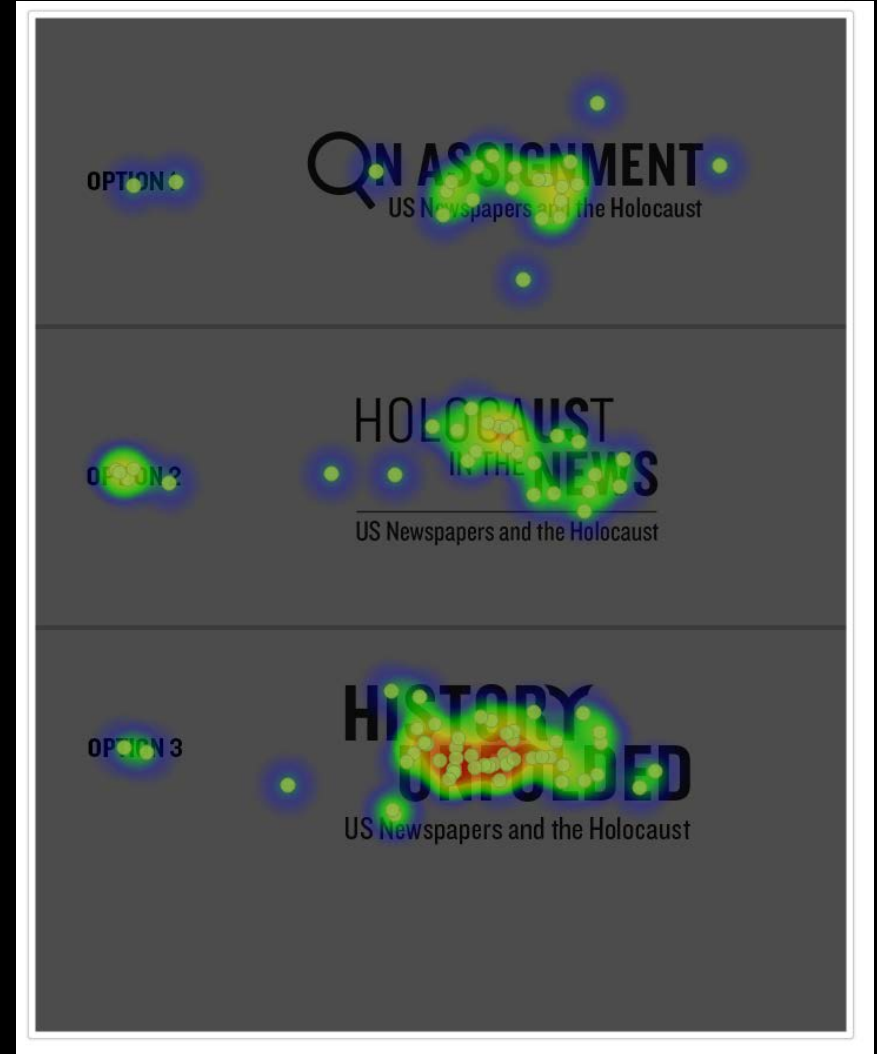 OPTION 1
ON ASSIGNMENT
US Newspapers and the Holocaust
OPTION 2
HOLOCAUST
IN THE NEWS
US Newspapers and the Holocaust
OPTION 3
HISTORY
UNFOLDED
US Newspapers and the Holocaust